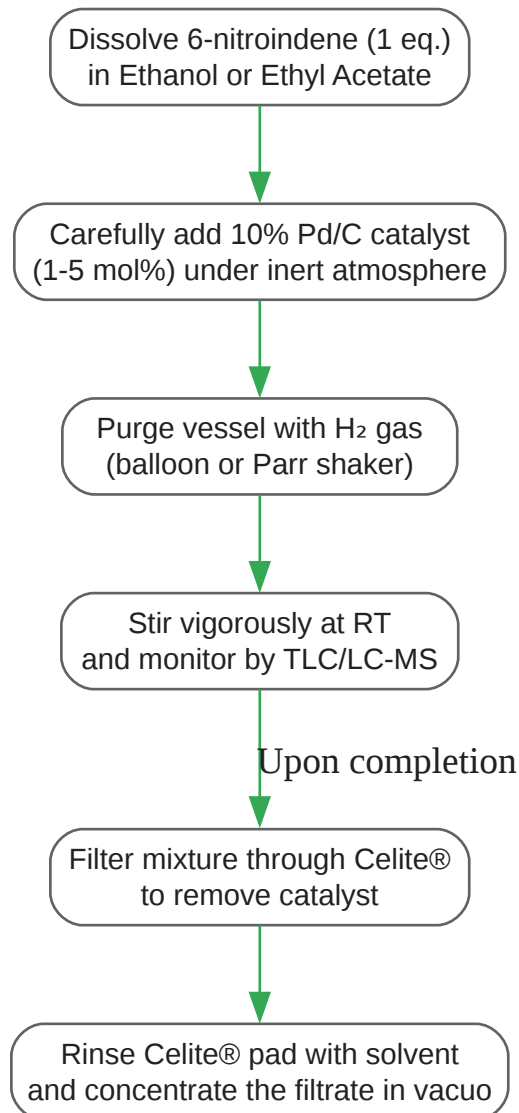 Dissolve 6-nitroindene (1 eq.)
in Ethanol or Ethyl Acetate
Carefully add 10% Pd/C catalyst
(1-5 mol%) under inert atmosphere
Purge vessel with H₂ gas
(balloon or Parr shaker)
Stir vigorously at RT
and monitor by TLC/LC-MS
Upon completion
Filter mixture through Celite®
to remove catalyst
Rinse Celite® pad with solvent
and concentrate the filtrate in vacuo